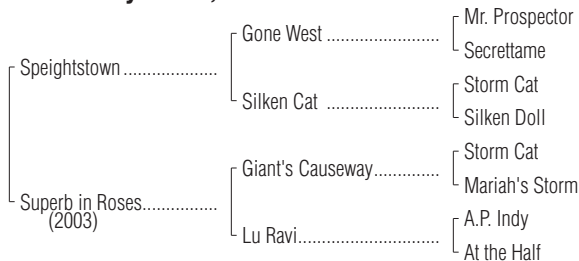 Speightstown
Superb in Roses
(2003)
Gone West
Silken Cat
Giant's Causeway
Lu Ravi
Mr. Prospector
Secrettame
Storm Cat
Silken Doll
Storm Cat
Mariah's Storm
A.P. Indy
At the Half